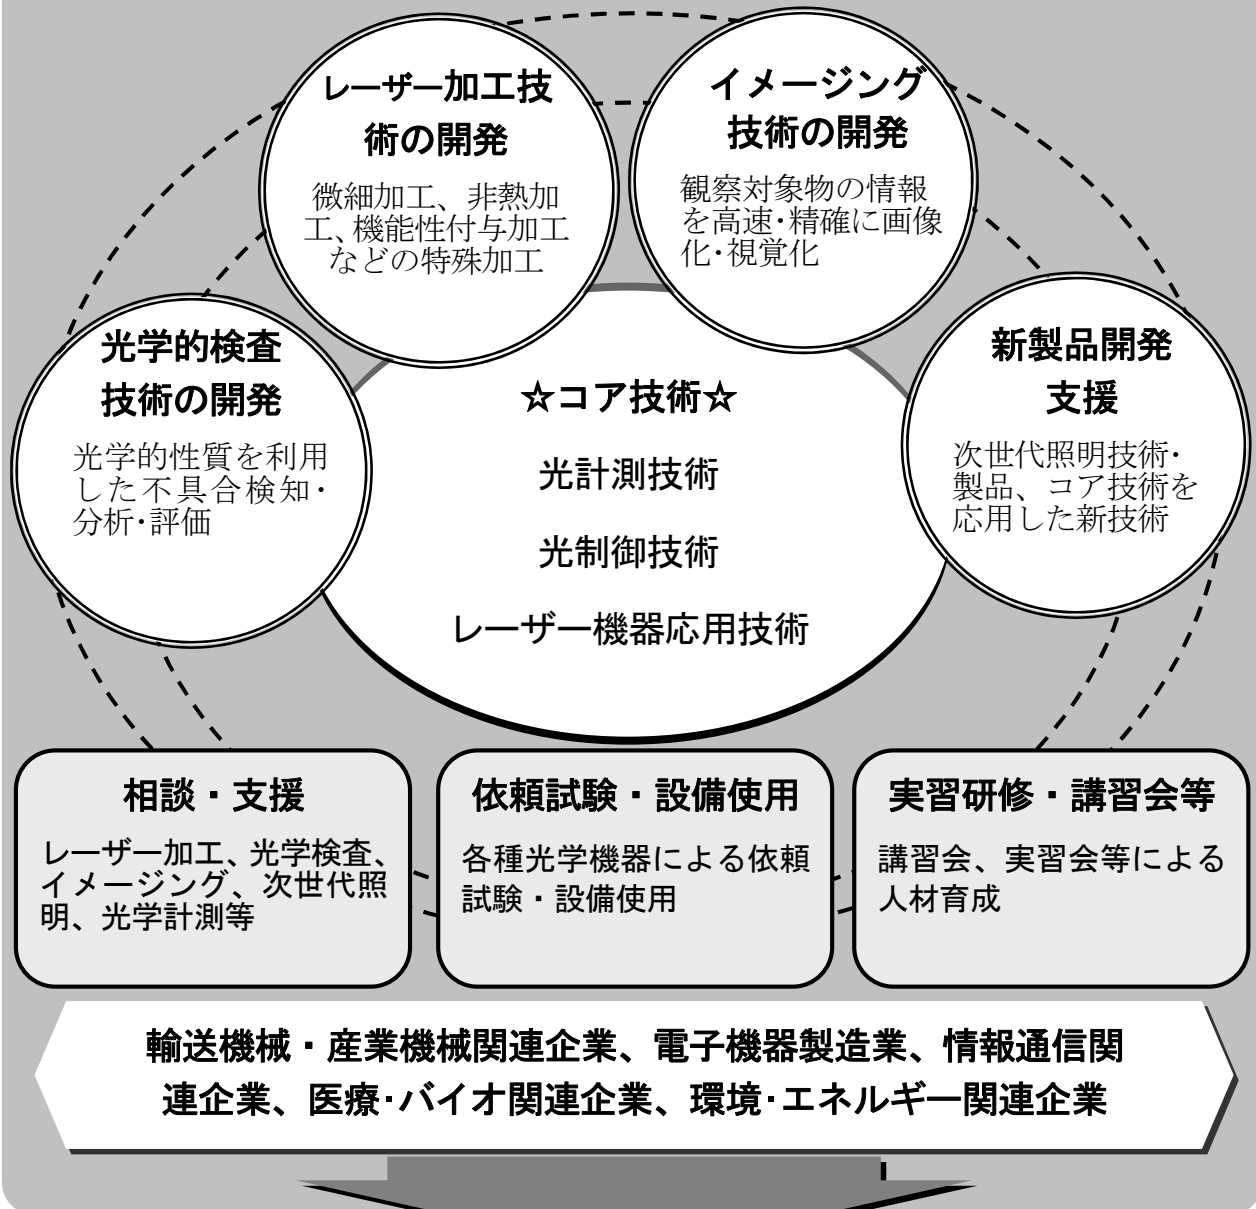 レーザー加工技
術の開発
微細加工、非熱加
工、機能性付与加工
などの特殊加工
イメージング
技術の開発
観察対象物の情報
を高速・精確に画像
化・視覚化
光学的検査
技術の開発
光学的性質を利用
した不具合検知・
分析・評価
☆コア技術☆
光計測技術
光制御技術
レーザー機器応用技術
新製品開発
支援
次世代照明技術・
製品、コア技術を
応用した新技術
相談・支援
レーザー加工、光学検査、
イメージング、次世代照
明、光学計測等
依頼試験・設備使用
各種光学機器による依頼
試験・設備使用
実習研修・講習会等
講習会、実習会等による
人材育成
輸送機械・産業機械関連企業、電子機器製造業、情報通信関
連企業、医療・バイオ関連企業、環境・エネルギー関連企業